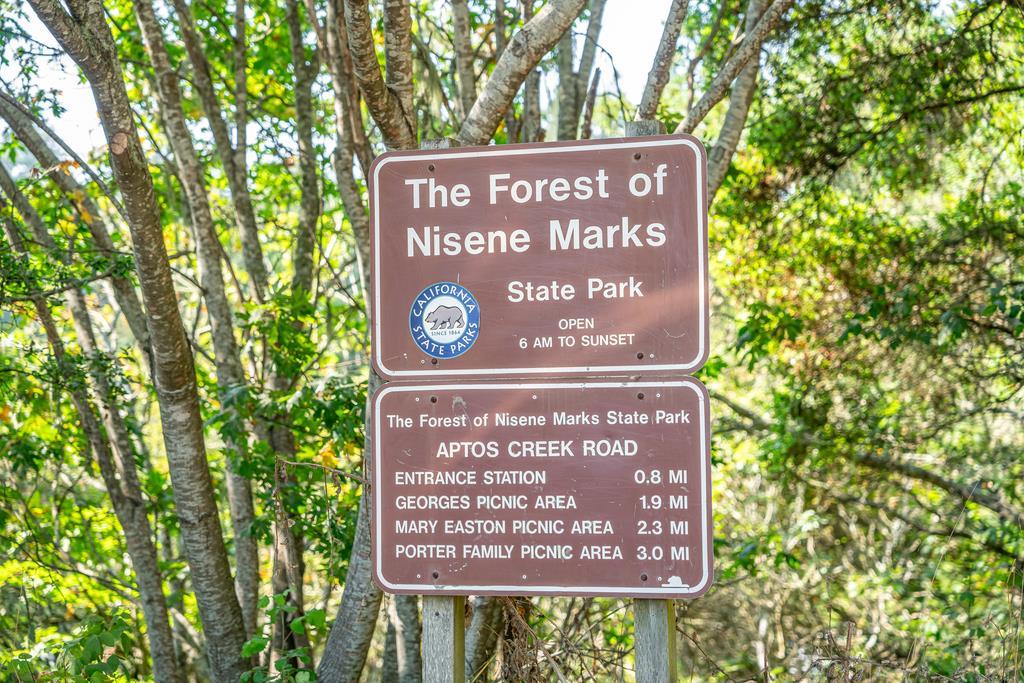 The Forest of
Nisene Marks
State Park
CALIFORNIA
SINCE 1864
STATE PARKS
OPEN
6 AM TO SUNSET
The Forest of Nisene Marks State Park
APTOS CREEK ROAD
ENTRANCE STATION 0.8 MI
GEORGES PICNIC AREA 1.9 MI
MARY EASTON PICNIC AREA 2.3 MI
PORTER FAMILY PICNIC AREA 3.0 MI